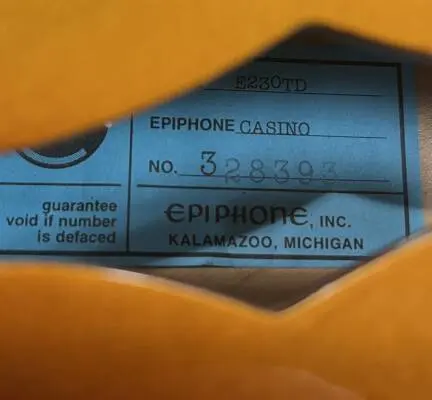 E230TD
EPIPHONE CASINO
NO. 328393
guarantee
void if number
is defaced
EPIPHONE, INC.
KALAMAZOO, MICHIGAN